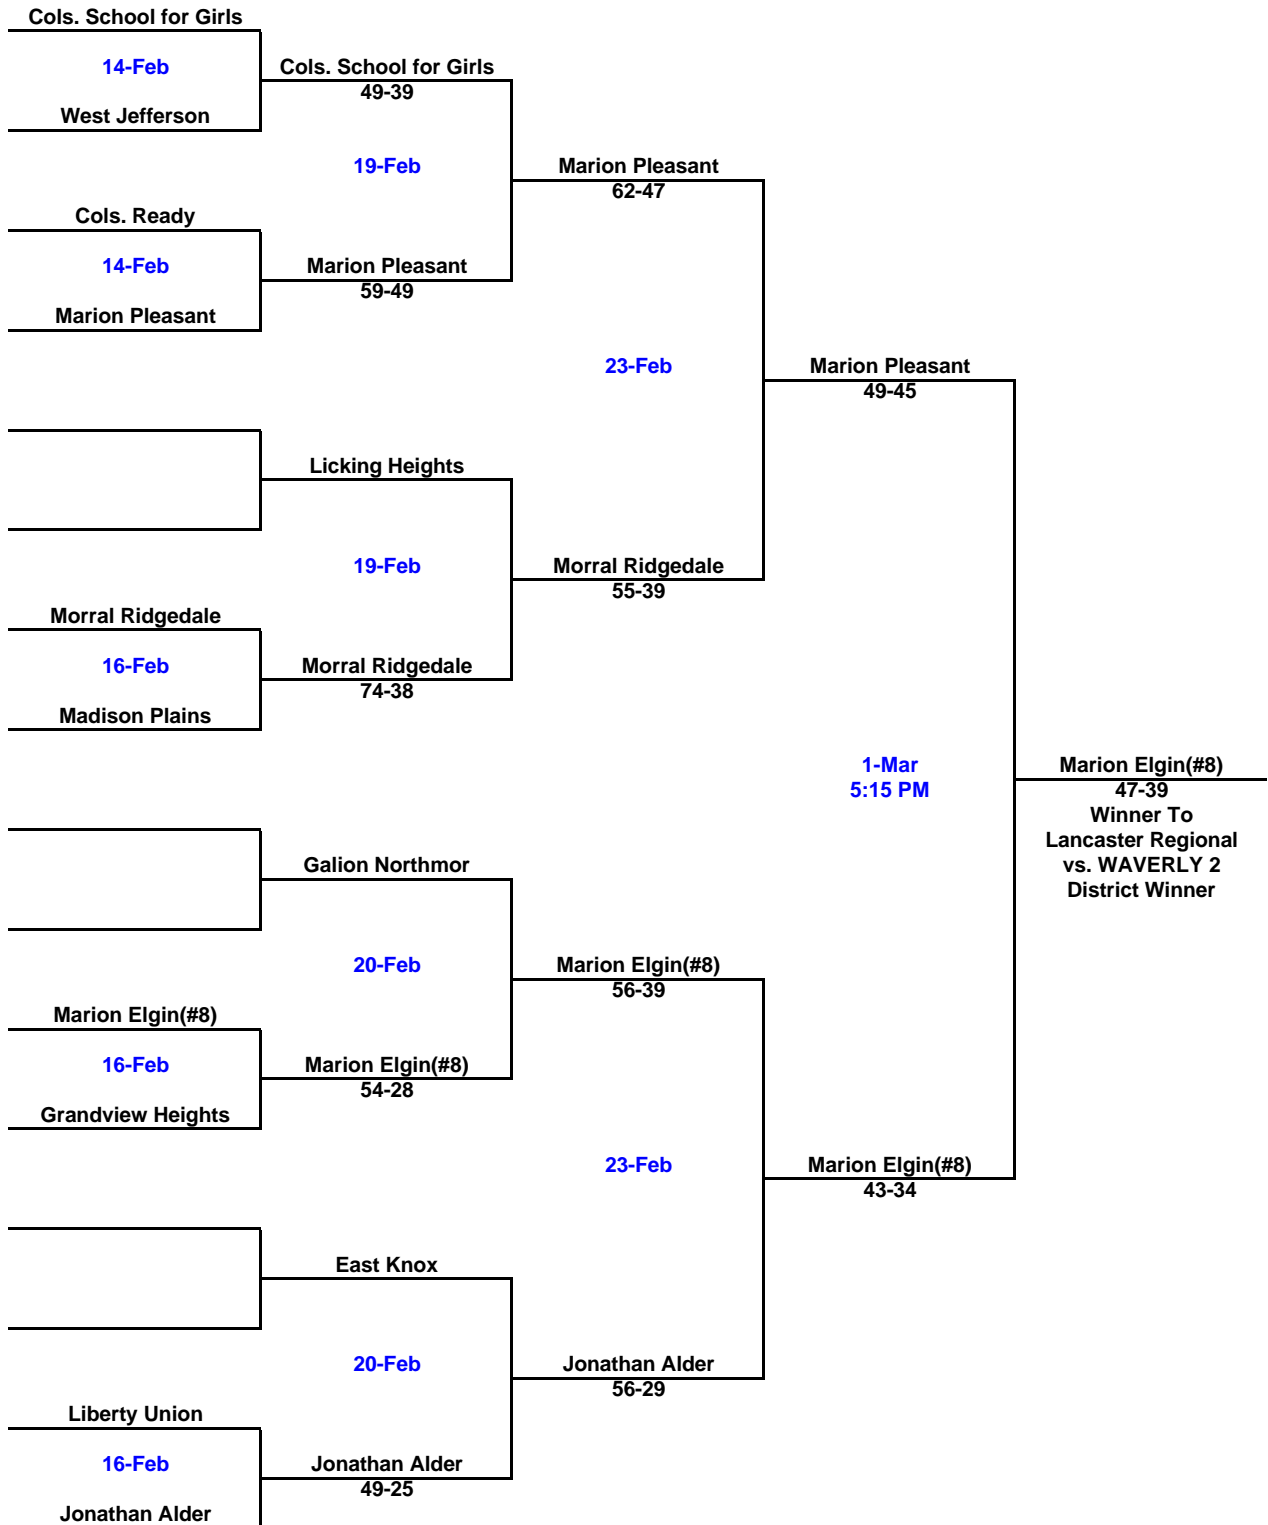 Cols. School for Girls
14-Feb
Cols. School for Girls
49-39
West Jefferson
19-Feb
Marion Pleasant
62-47
Cols. Ready
14-Feb
Marion Pleasant
59-49
Marion Pleasant
23-Feb
Marion Pleasant
49-45
Licking Heights
19-Feb
Morral Ridgedale
55-39
Morral Ridgedale
16-Feb
Morral Ridgedale
74-38
Madison Plains
1-Mar
5:15 PM
Marion Elgin(#8)
47-39
Winner To
Lancaster Regional
vs. WAVERLY 2
District Winner
Galion Northmor
20-Feb
Marion Elgin(#8)
56-39
Marion Elgin(#8)
16-Feb
Marion Elgin(#8)
54-28
Grandview Heights
23-Feb
Marion Elgin(#8)
43-34
East Knox
20-Feb
Jonathan Alder
56-29
Liberty Union
16-Feb
Jonathan Alder
49-25
Jonathan Alder